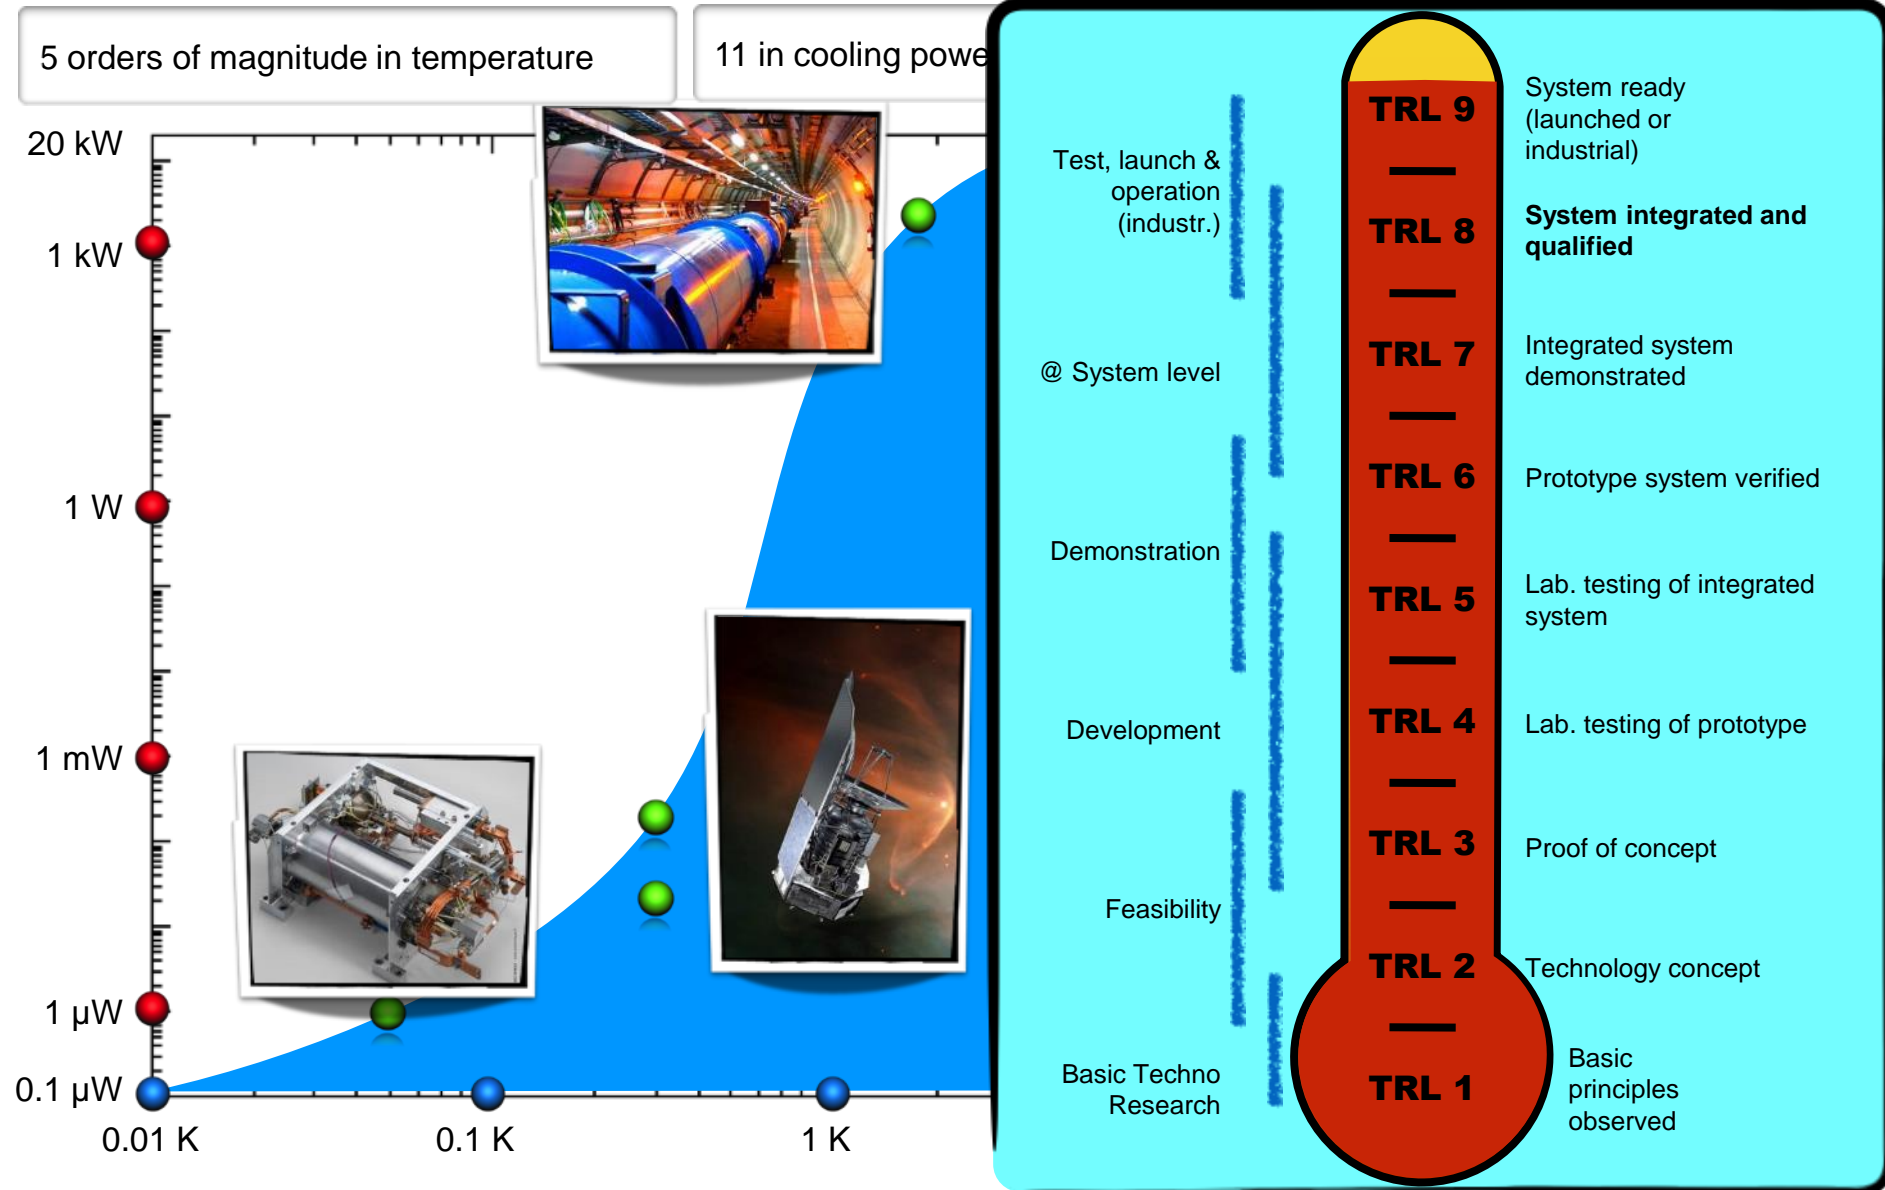 5 orders of magnitude in temperature
11 in cooling powe
20 kW
1 kW
1 W
1 mW
1 µW
0.1 µW
0.01 K
0.1 K
1 K
Test, launch &
operation
(industr.)
@ System level
Demonstration
Development
Feasibility
Basic Techno
Research
TRL 9
TRL 8
TRL 7
TRL 6
TRL 5
TRL 4
TRL 3
TRL 2
TRL 1
System ready
(launched or
industrial)
System integrated and
qualified
Integrated system
demonstrated
Prototype system verified
Lab. testing of integrated
system
Lab. testing of prototype
Proof of concept
Technology concept
Basic
principles
observed